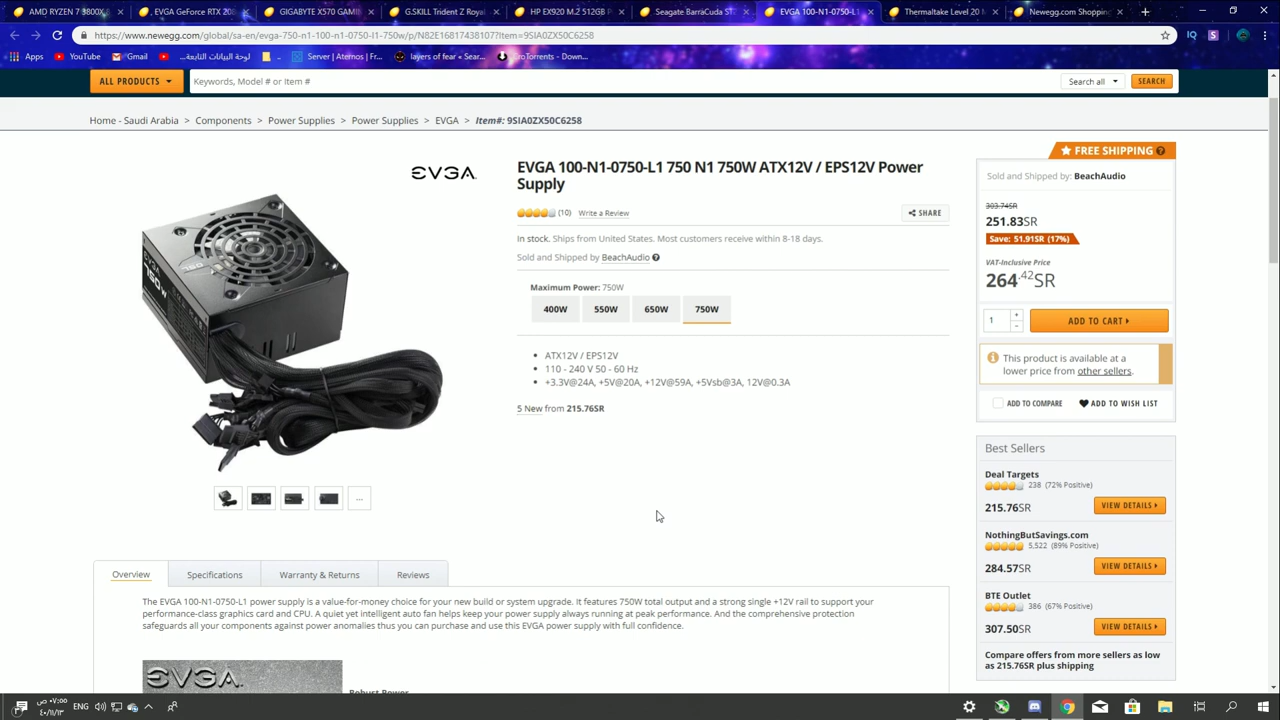 AMD RYZEN 7 3800X 8
EVGA GeForce RTX 20
GIGABYTE X570 GAMI
G.SKILL Trident Z Royal
HP EX920 M.2 512GB P
Seagate BarraCuda ST
EVGA 100-N1-0750-L1
Thermaltake Level 20 M
Newegg.com Shopping
https://www.newegg.com/global/sa-en/evga-750-n1-100-n1-0750-l1-750w/p/N82E16817438107?Item=9SIA0ZX50C6258
Apps
YouTube
Gmail
لوحة البيانات التابعة...
Server | Aternos | Fr...
layers of fear « Sear...
ALL PRODUCTS
Keywords, Model # or Item #
Search all
SEARCH
Home - Saudi Arabia > Components > Power Supplies > Power Supplies > EVGA > Item#: 9SIA0ZX50C6258
EVGA
EVGA 100-N1-0750-L1 750 N1 750W ATX12V / EPS12V Power
Supply
(10) Write a Review
SHARE
In stock. Ships from United States. Most customers receive within 8-18 days.
Sold and Shipped by BeachAudio
Maximum Power: 750W
400W 550W 650W 750W
ATX12V / EPS12V
110 - 240 V 50 - 60 Hz
+3.3V@24A, +5V@20A, +12V@59A, +5Vsb@3A, 12V@0.3A
5 New from 215.76SR
750W
...
FREE SHIPPING
Sold and Shipped by: BeachAudio
303.74SR
251.83SR
Save: 51.91SR (17%)
VAT-Inclusive Price
264.42SR
1
ADD TO CART
This product is available at a
lower price from other sellers.
ADD TO COMPARE
ADD TO WISH LIST
Best Sellers
Deal Targets
238 (72% Positive)
215.76SR
VIEW DETAILS
NothingButSavings.com
5,522 (89% Positive)
284.57SR
VIEW DETAILS
BTE Outlet
386 (67% Positive)
307.50SR
VIEW DETAILS
Compare offers from more sellers as low
as 215.76SR plus shipping
Overview
Specifications
Warranty & Returns
Reviews
The EVGA 100-N1-0750-L1 power supply is a value-for-money choice for your new build or system upgrade. It features 750W total output and a strong single +12V rail to support your
performance-class graphics card and CPU. A quiet yet intelligent auto fan helps keep your power supply always running at peak performance. And the comprehensive protection
safeguards all your components against power anomalies thus you can purchase and use this EVGA power supply with full confidence.
EVGA
Robust Power
ENG